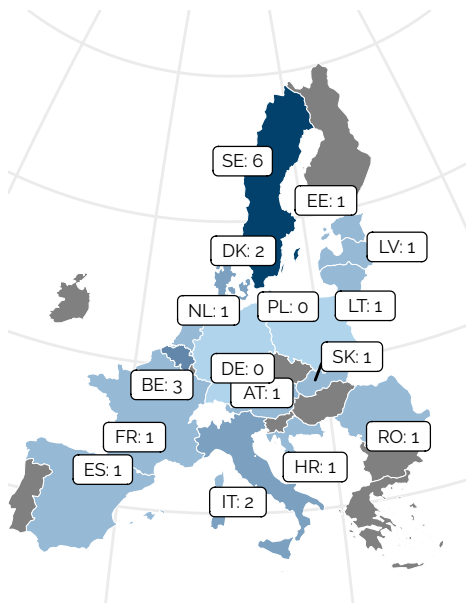 SE: 6
EE: 1
DK: 2
LV: 1
NL: 1
PL: 0
LT: 1
SK: 1
DE: 0
BE: 3
AT: 1
FR: 1
RO: 1
ES: 1
HR: 1
IT: 2